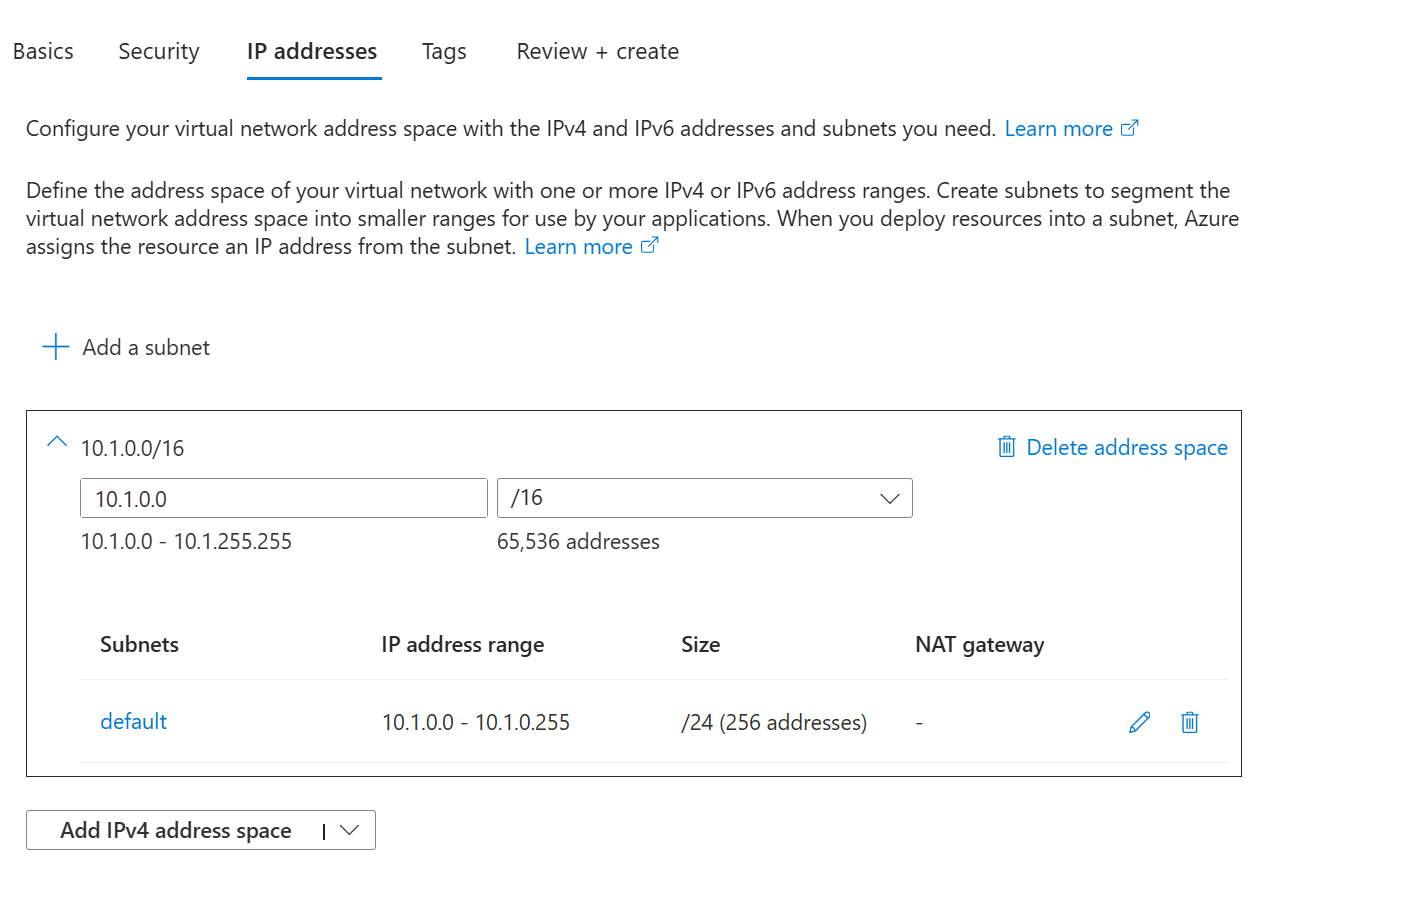 Basics Security IP addresses Tags Review + create
Configure your virtual network address space with the IPv4 and IPv6 addresses and subnets you need. Learn more
Define the address space of your virtual network with one or more IPv4 or IPv6 address ranges. Create subnets to segment the
virtual network address space into smaller ranges for use by your applications. When you deploy resources into a subnet, Azure
assigns the resource an IP address from the subnet. Learn more
Add a subnet
10.1.0.0/16 Delete address space
10.1.0.0 /16
10.1.0.0 - 10.1.255.255 65,536 addresses
Subnets IP address range Size NAT gateway
default 10.1.0.0 - 10.1.0.255 /24 (256 addresses) -
Add IPv4 address space |